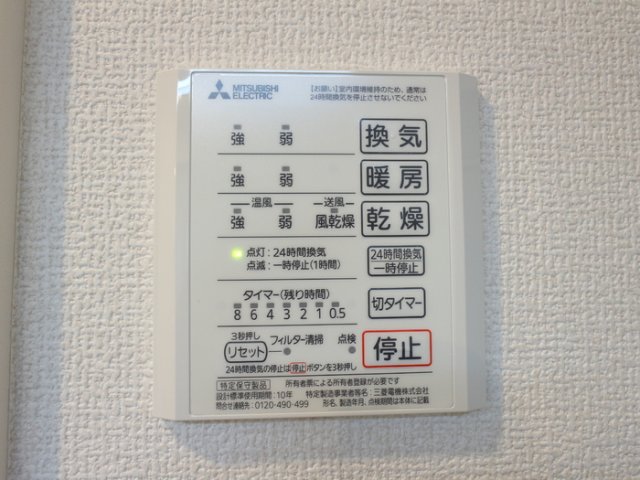 MITSUBISHI
ELECTRIC
【お願い】室内環境維持のため、通常は
24時間換気を停止させないでください
強 弱 換気
強 弱 暖房
温風 送風
強 弱 風乾燥 乾燥
点灯：24時間換気
点滅：一時停止(1時間)
24時間換気
一時停止
タイマー(残り時間)
8 6 4 3 2 1 0.5
切タイマー
3秒押し
リセット フィルター清掃 点検
停止
24時間換気の停止は停止ボタンを3秒押し
特定保守製品 所有者票による所有者登録が必要です
設計標準使用期間：10年 特定製造事業者等名：三菱電機株式会社
問合せ連絡先：0120-490-499 形名、製造年月、点検期間は本体に記載